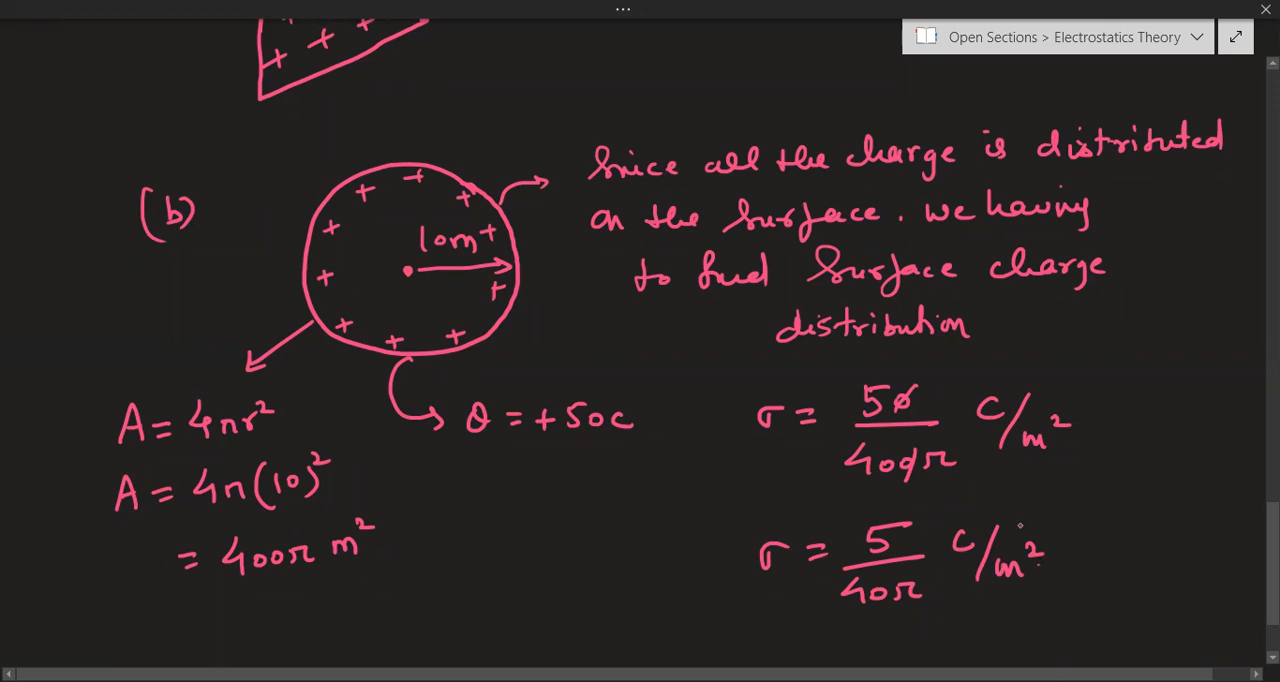 ...
Open Sections > Electrostatics Theory
+ + +
(b)
+ + + + + + + + + + +
10m
Since all the charge is distributed
on the surface. we having
to find surface charge
distribution
A = 4πr²
A = 4π(10)²
= 400π m²
Q = +50C
σ = 50/400π C/m²
σ = 5/40π C/m²